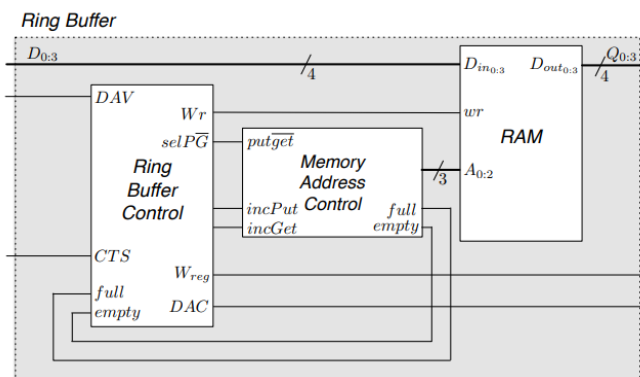 Ring Buffer
D0:3
4
Din0:3
Dout0:3
Q0:3
4
DAV
Wr
wr
selPG̅
putg̅e̅t̅
RAM
Ring
Buffer
Control
Memory
Address
Control
3
A0:2
incPut
incGet
full
empty
CTS
Wreg
full
empty
DAC